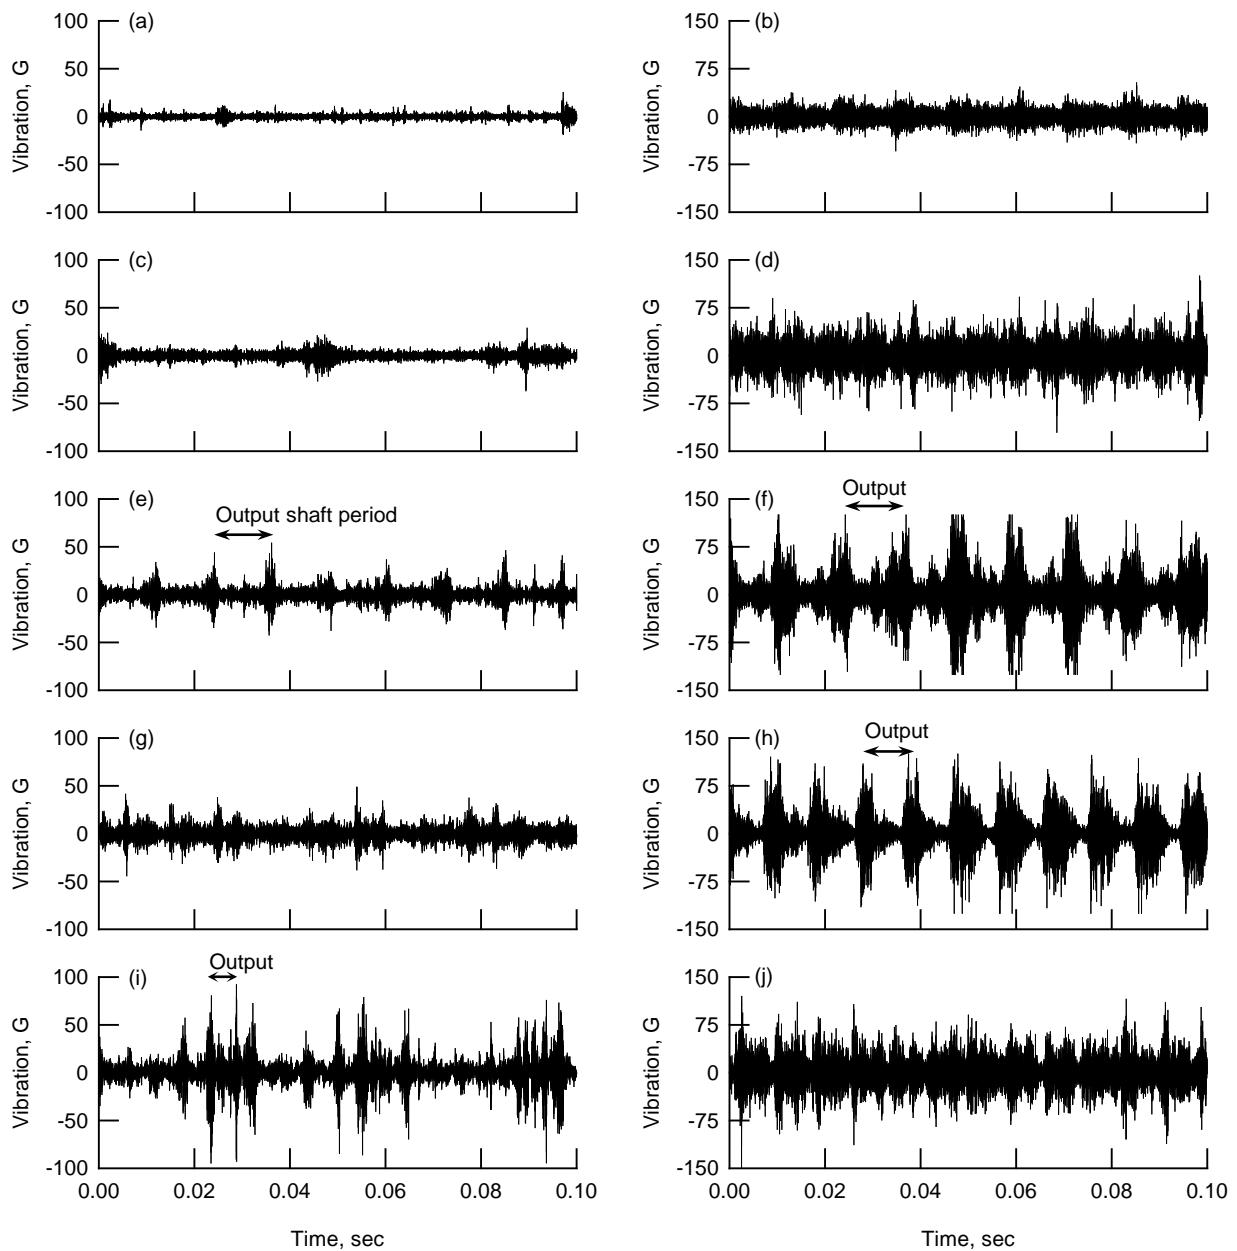 100
(a)
50
Vibration, G
0
-50
-100
150
(b)
75
Vibration, G
0
-75
-150
100
(c)
50
Vibration, G
0
-50
-100
150
(d)
75
Vibration, G
0
-75
-150
100
(e)
Output shaft period
50
Vibration, G
0
-50
-100
Output
150
(f)
75
Vibration, G
0
-75
-150
100
(g)
50
Vibration, G
0
-50
-100
Output
150
(h)
75
Vibration, G
0
-75
-150
Output
100
(i)
50
Vibration, G
0
-50
-100
0.00 0.02 0.04 0.06 0.08 0.10
Time, sec
150
(j)
75
Vibration, G
0
-75
-150
0.00 0.02 0.04 0.06 0.08 0.10
Time, sec